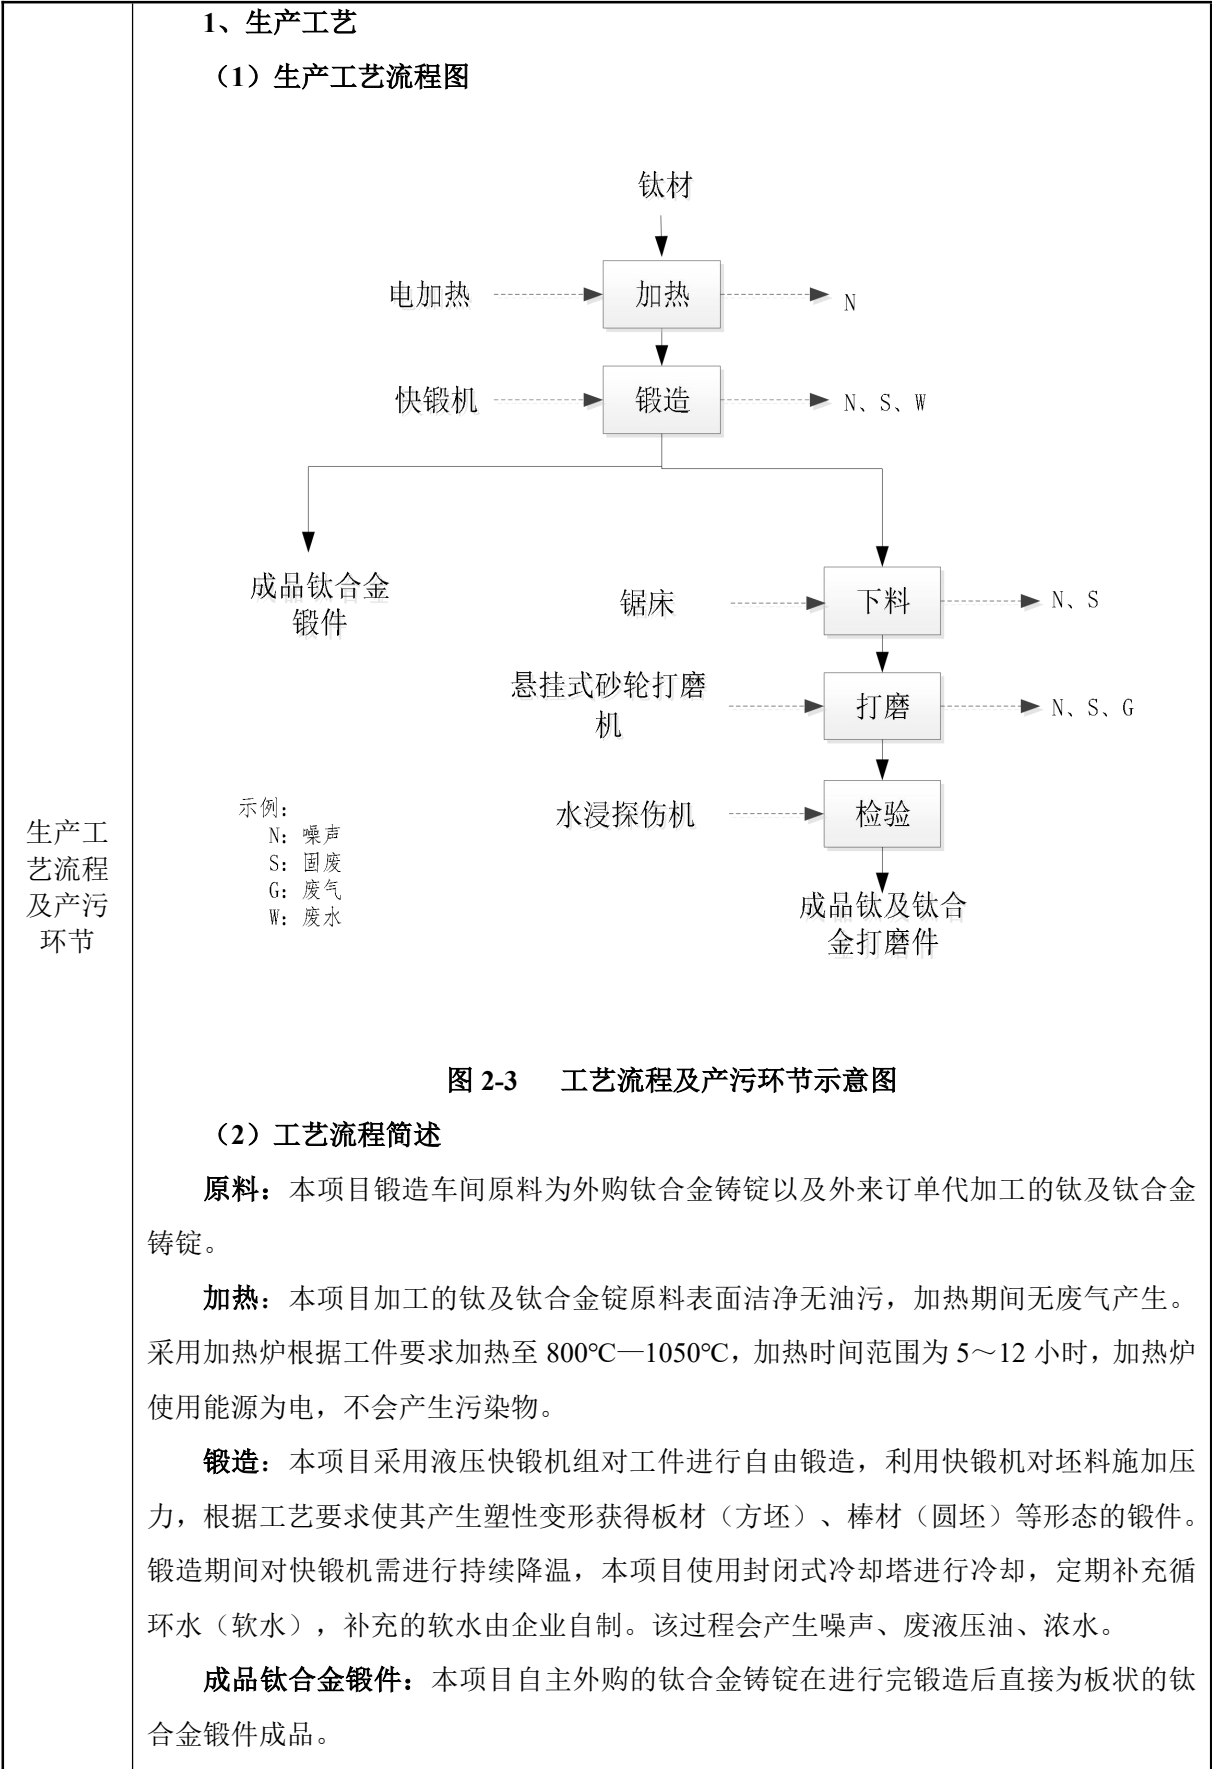 1、生产工艺
（1）生产工艺流程图
钛材
电加热
加热
N
快锻机
锻造
N、S、W
成品钛合金
锻件
锯床
下料
N、S
悬挂式砂轮打磨
机
打磨
N、S、G
水浸探伤机
检验
成品钛及钛合
金打磨件
示例：
N：噪声
S：固废
G：废气
W：废水
生产工
艺流程
及产污
环节
图 2-3 工艺流程及产污环节示意图
（2）工艺流程简述
原料：本项目锻造车间原料为外购钛合金铸锭以及外来订单代加工的钛及钛合金
铸锭。
加热：本项目加工的钛及钛合金锭原料表面洁净无油污，加热期间无废气产生。
采用加热炉根据工件要求加热至 800℃—1050℃，加热时间范围为 5～12 小时，加热炉
使用能源为电，不会产生污染物。
锻造：本项目采用液压快锻机组对工件进行自由锻造，利用快锻机对坯料施加压
力，根据工艺要求使其产生塑性变形获得板材（方坯）、棒材（圆坯）等形态的锻件。
锻造期间对快锻机需进行持续降温，本项目使用封闭式冷却塔进行冷却，定期补充循
环水（软水），补充的软水由企业自制。该过程会产生噪声、废液压油、浓水。
成品钛合金锻件：本项目自主外购的钛合金铸锭在进行完锻造后直接为板状的钛
合金锻件成品。